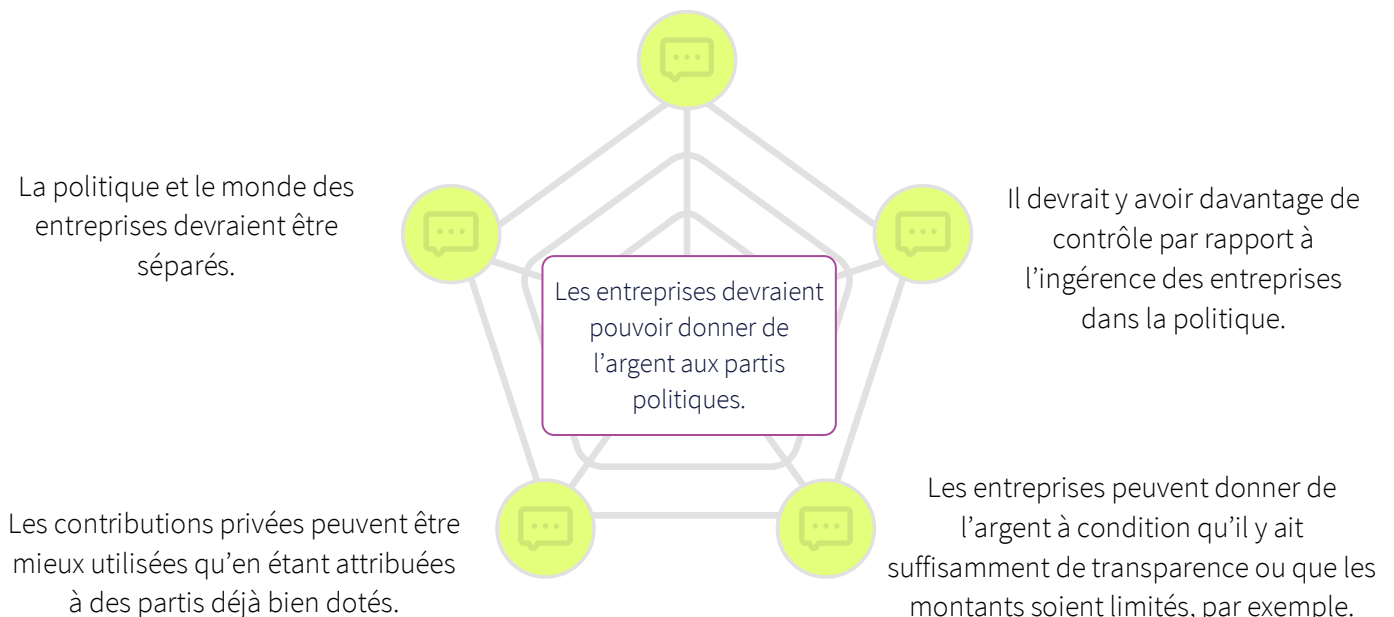 La politique et le monde des
entreprises devraient être
séparés.
Il devrait y avoir davantage de
contrôle par rapport à
l’ingérence des entreprises
dans la politique.
Les entreprises devraient
pouvoir donner de
l’argent aux partis
politiques.
Les contributions privées peuvent être
mieux utilisées qu’en étant attribuées
à des partis déjà bien dotés.
Les entreprises peuvent donner de
l’argent à condition qu’il y ait
suffisamment de transparence ou que les
montants soient limités, par exemple.